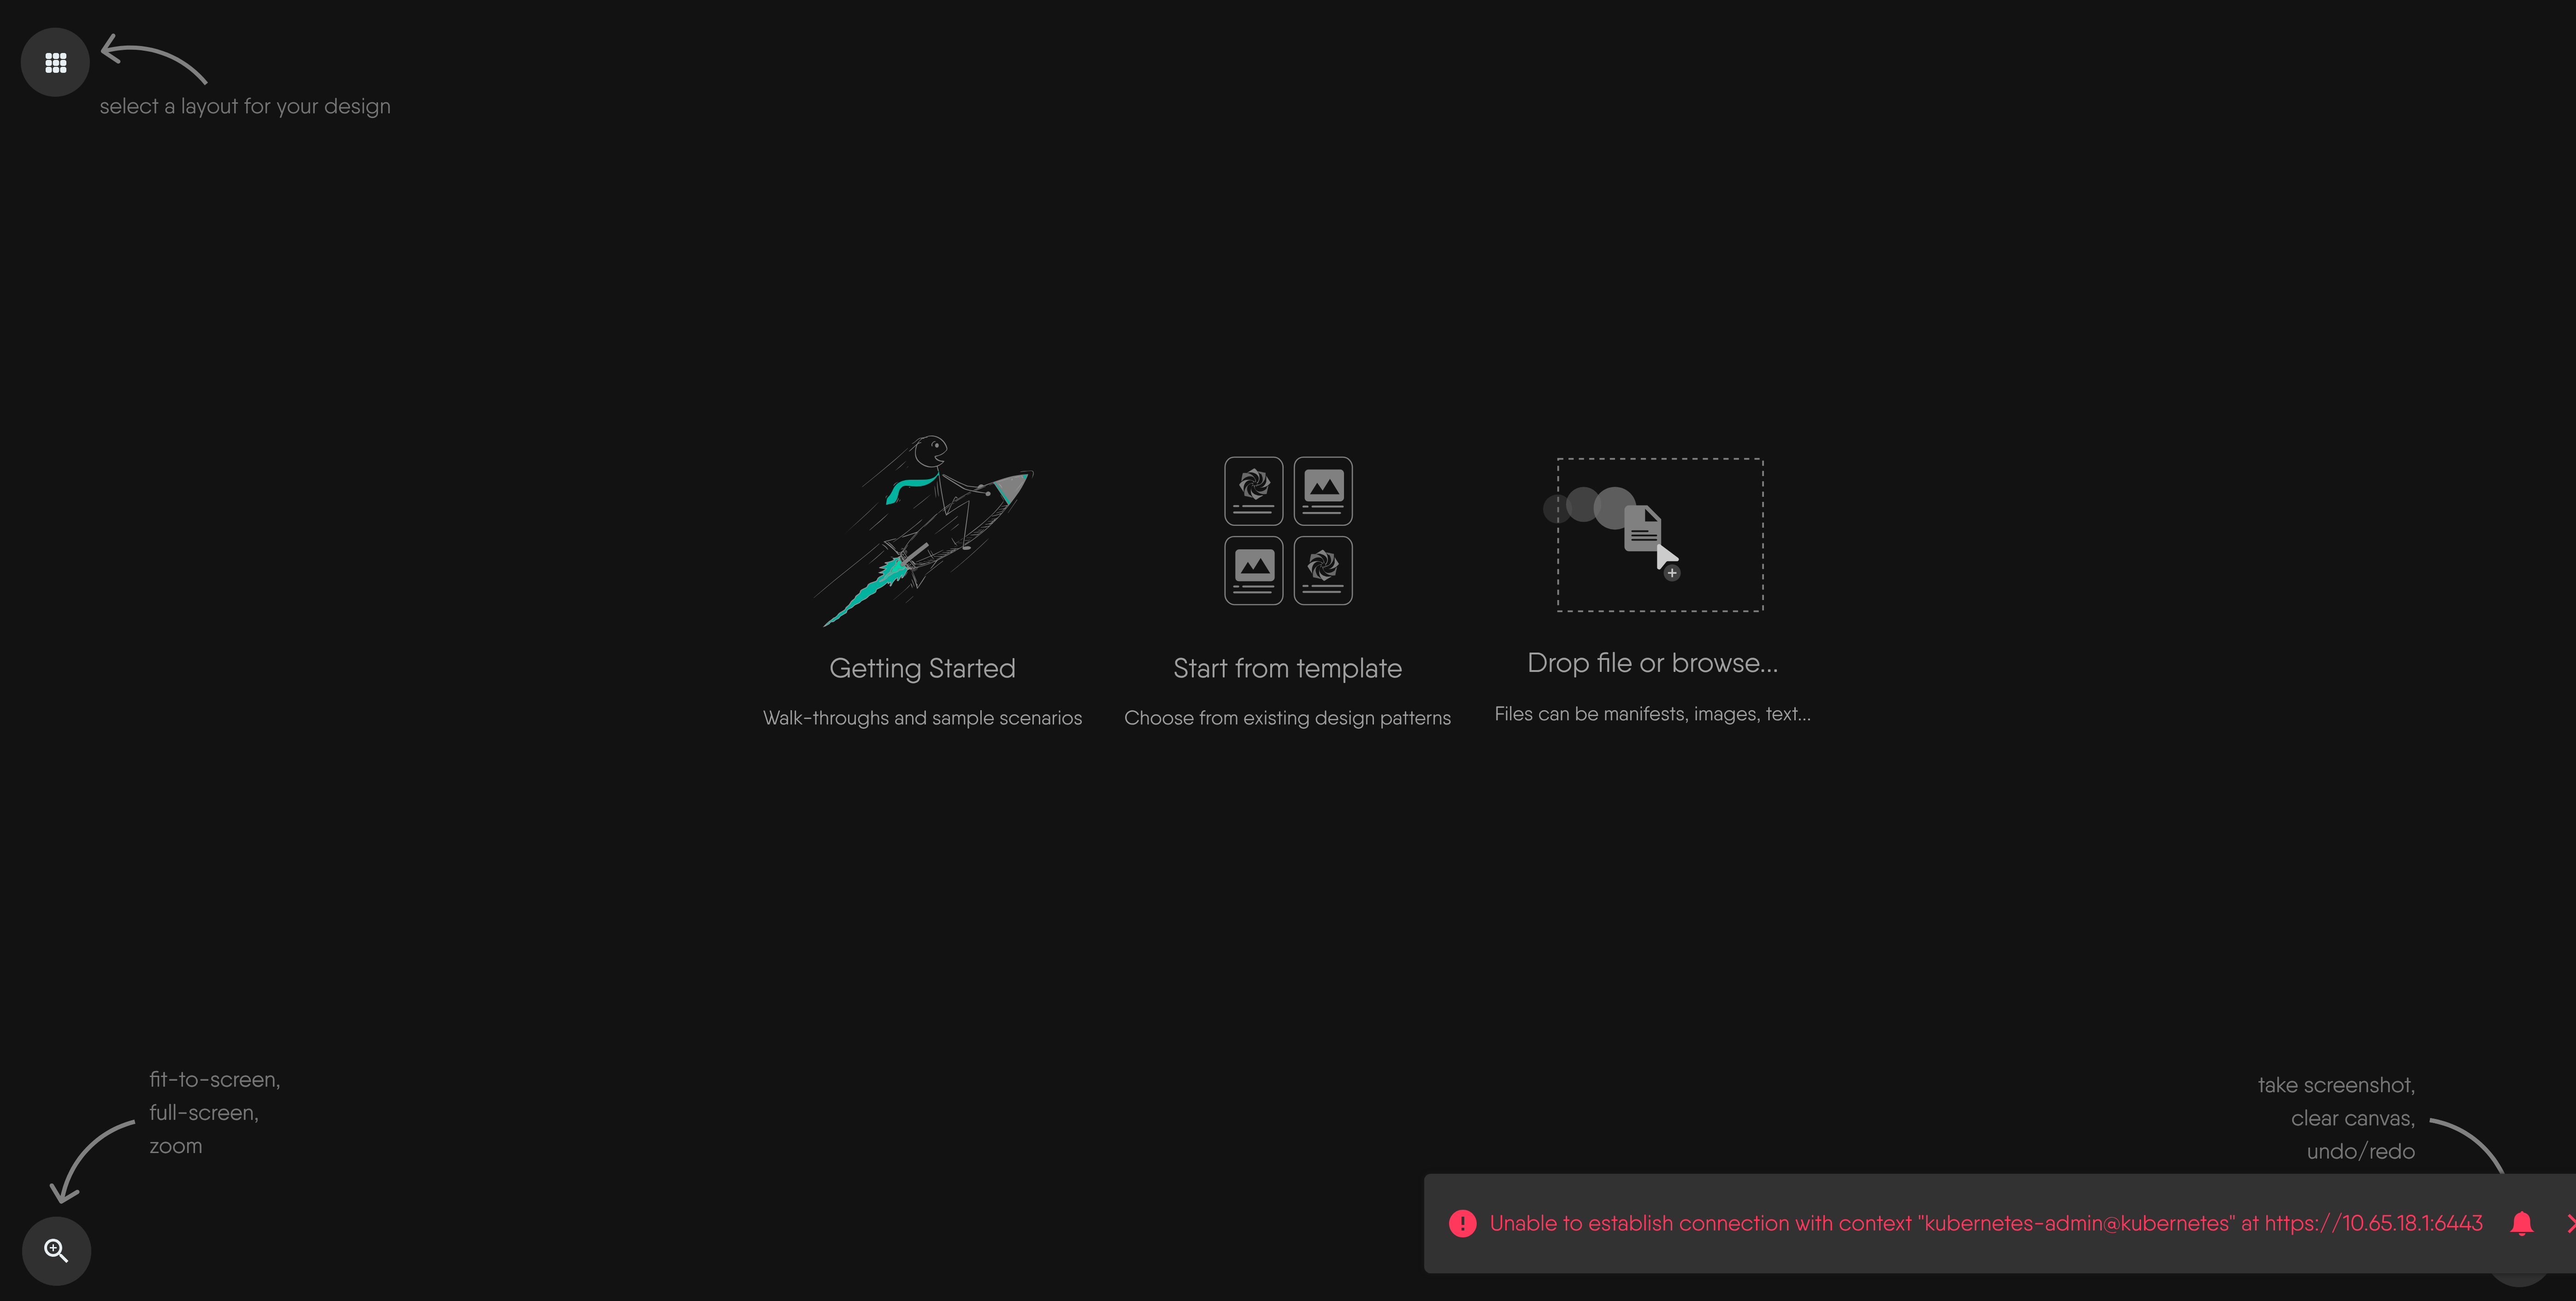 select a layout for your design
Getting Started
Walk-throughs and sample scenarios
Start from template
Choose from existing design patterns
Drop file or browse...
Files can be manifests, images, text...
fit-to-screen,
full-screen,
zoom
take screenshot,
clear canvas,
undo/redo
Unable to establish connection with context "kubernetes-admin@kubernetes" at https://10.65.18.1:6443